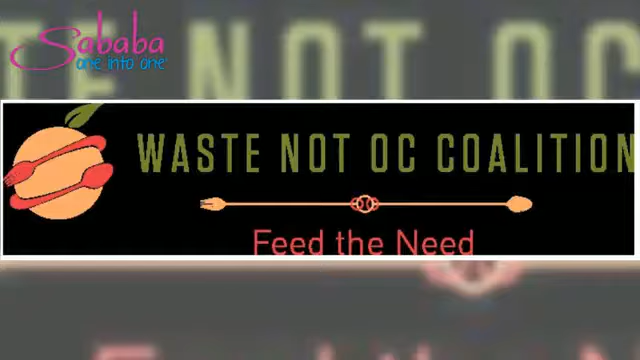 Sababa
one into one
WASTE NOT OC COALITION
Feed the Need